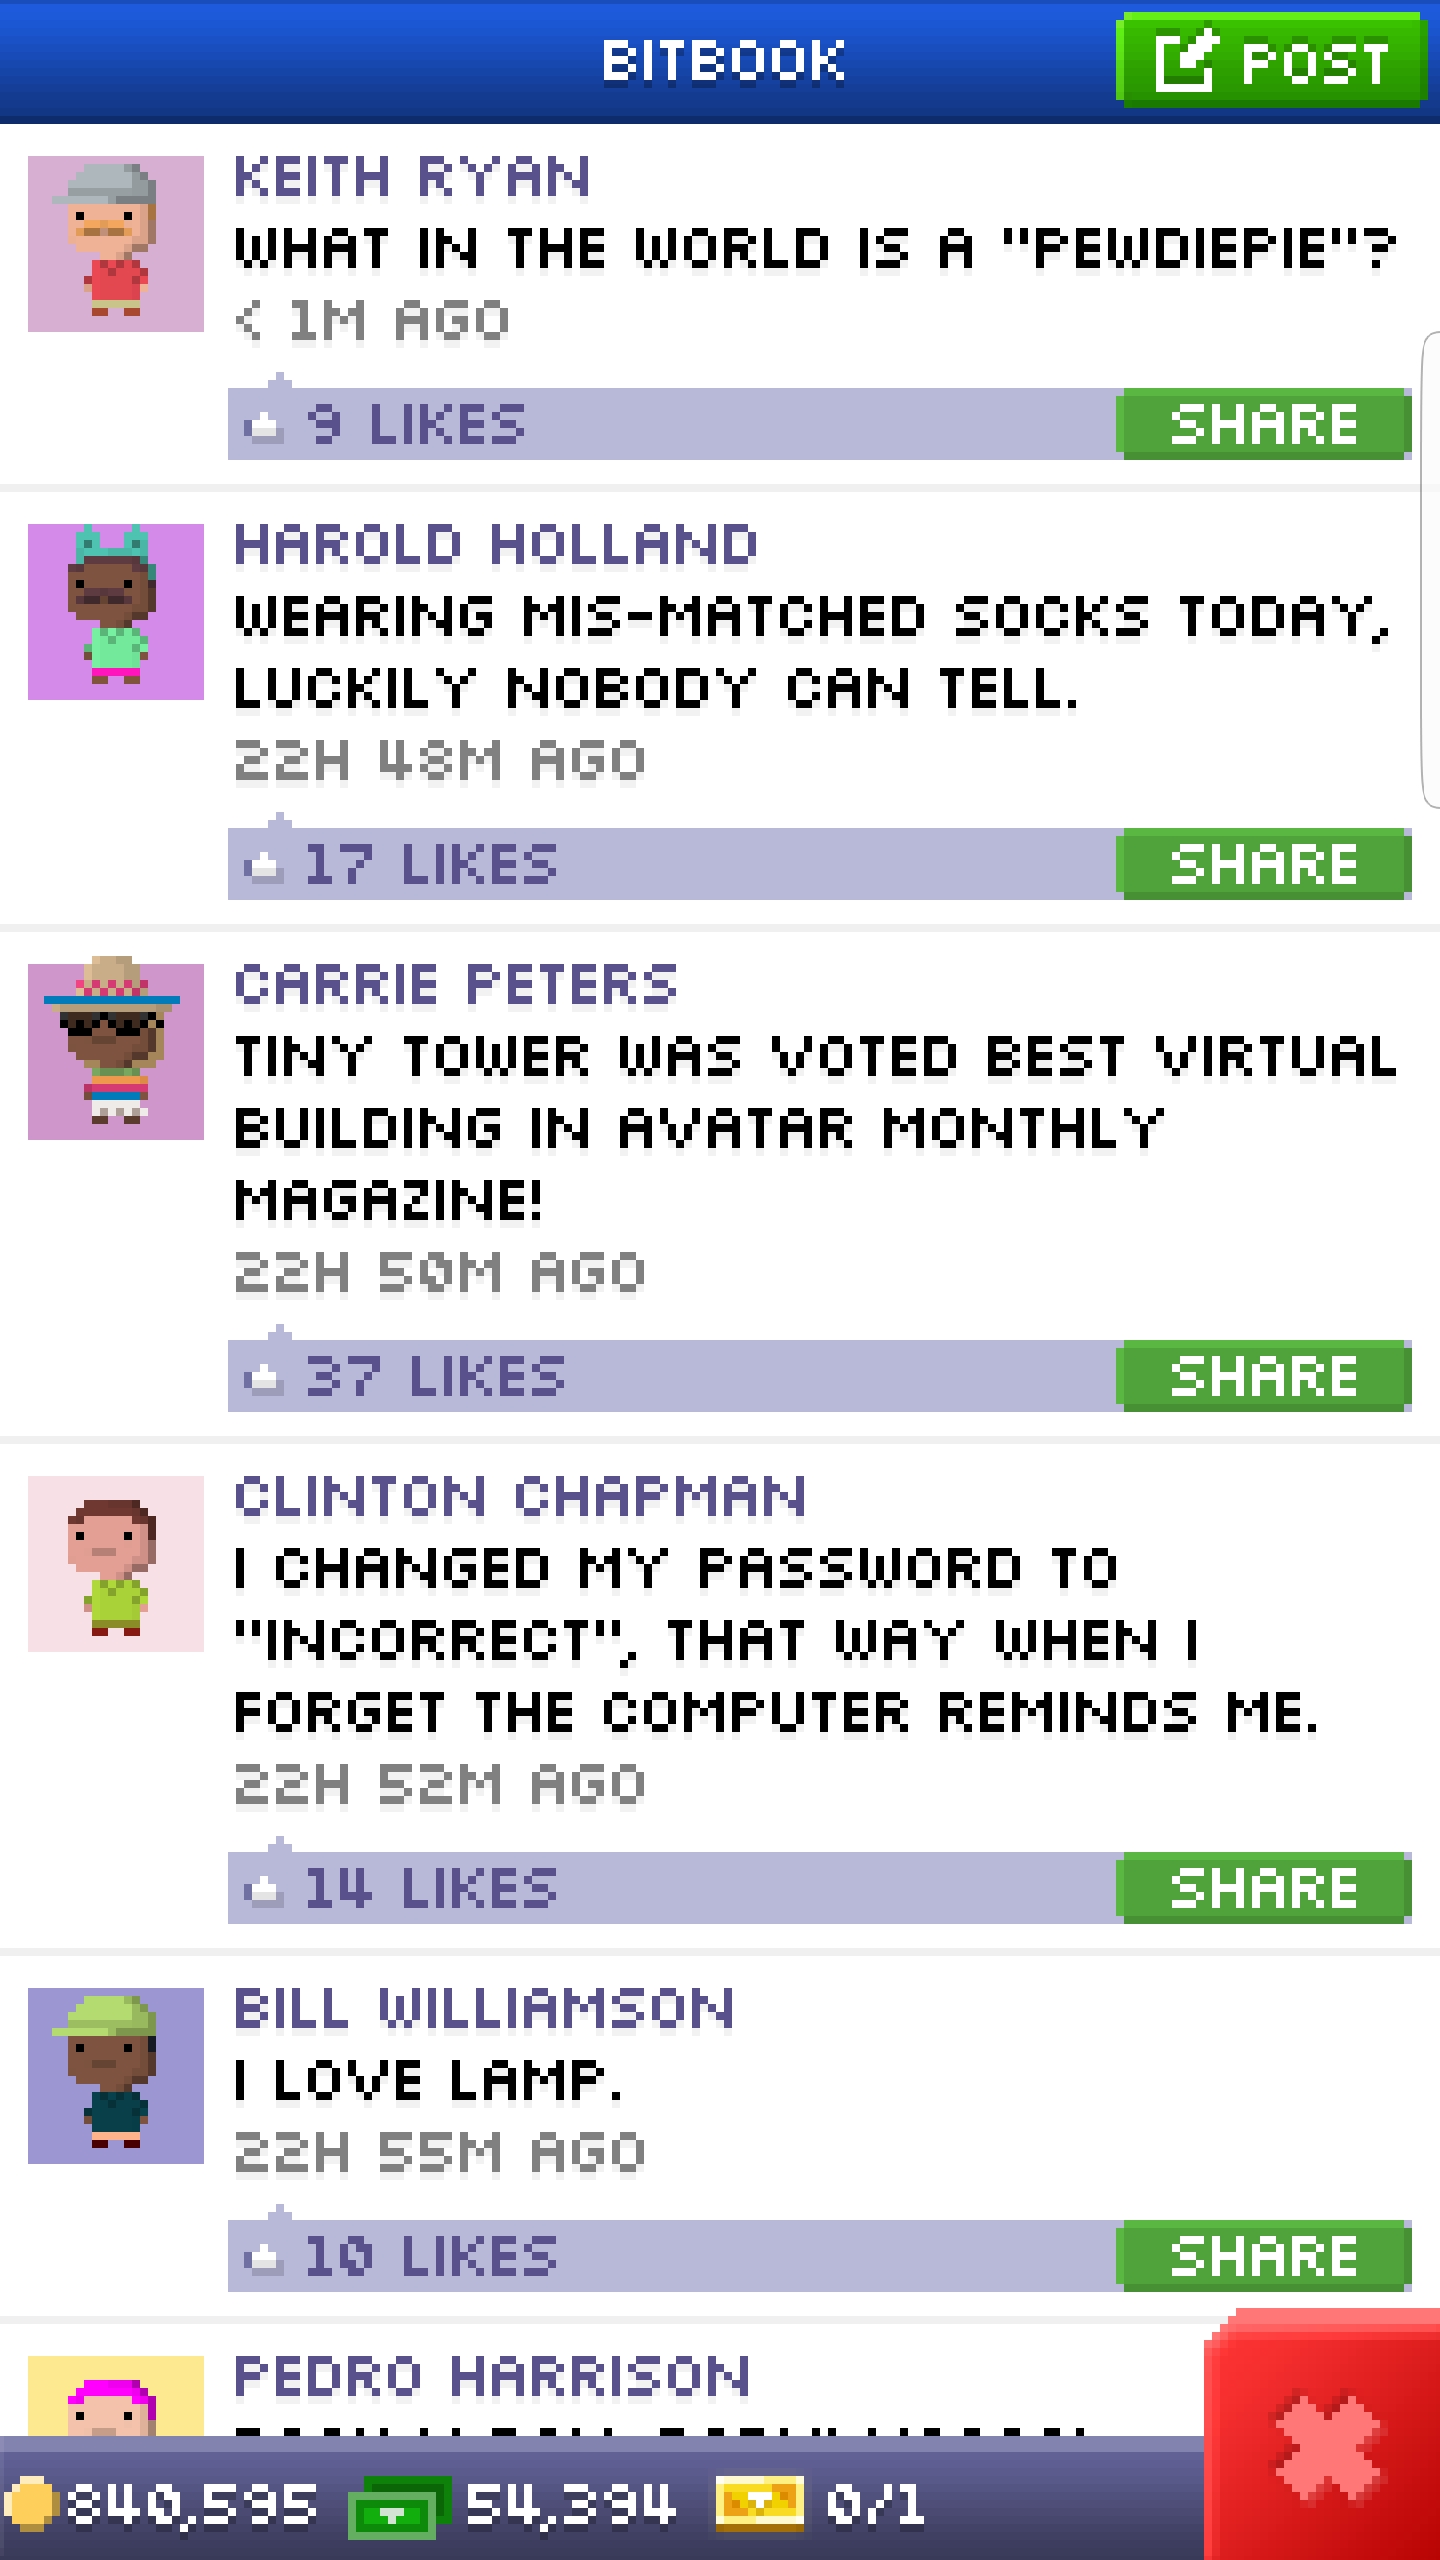 BITBOOK
POST
KEITH RYAN
WHAT IN THE WORLD IS A "PEWDIEPIE"?
< 1M AGO
9 LIKES
SHARE
HAROLD HOLLAND
WEARING MIS-MATCHED SOCKS TODAY,
LUCKILY NOBODY CAN TELL.
22H 48M AGO
17 LIKES
SHARE
CARRIE PETERS
TINY TOWER WAS VOTED BEST VIRTUAL
BUILDING IN AVATAR MONTHLY
MAGAZINE!
22H 50M AGO
37 LIKES
SHARE
CLINTON CHAPMAN
I CHANGED MY PASSWORD TO
"INCORRECT", THAT WAY WHEN I
FORGET THE COMPUTER REMINDS ME.
22H 52M AGO
14 LIKES
SHARE
BILL WILLIAMSON
I LOVE LAMP.
22H 55M AGO
10 LIKES
SHARE
PEDRO HARRISON
840,595 54,394 0/1